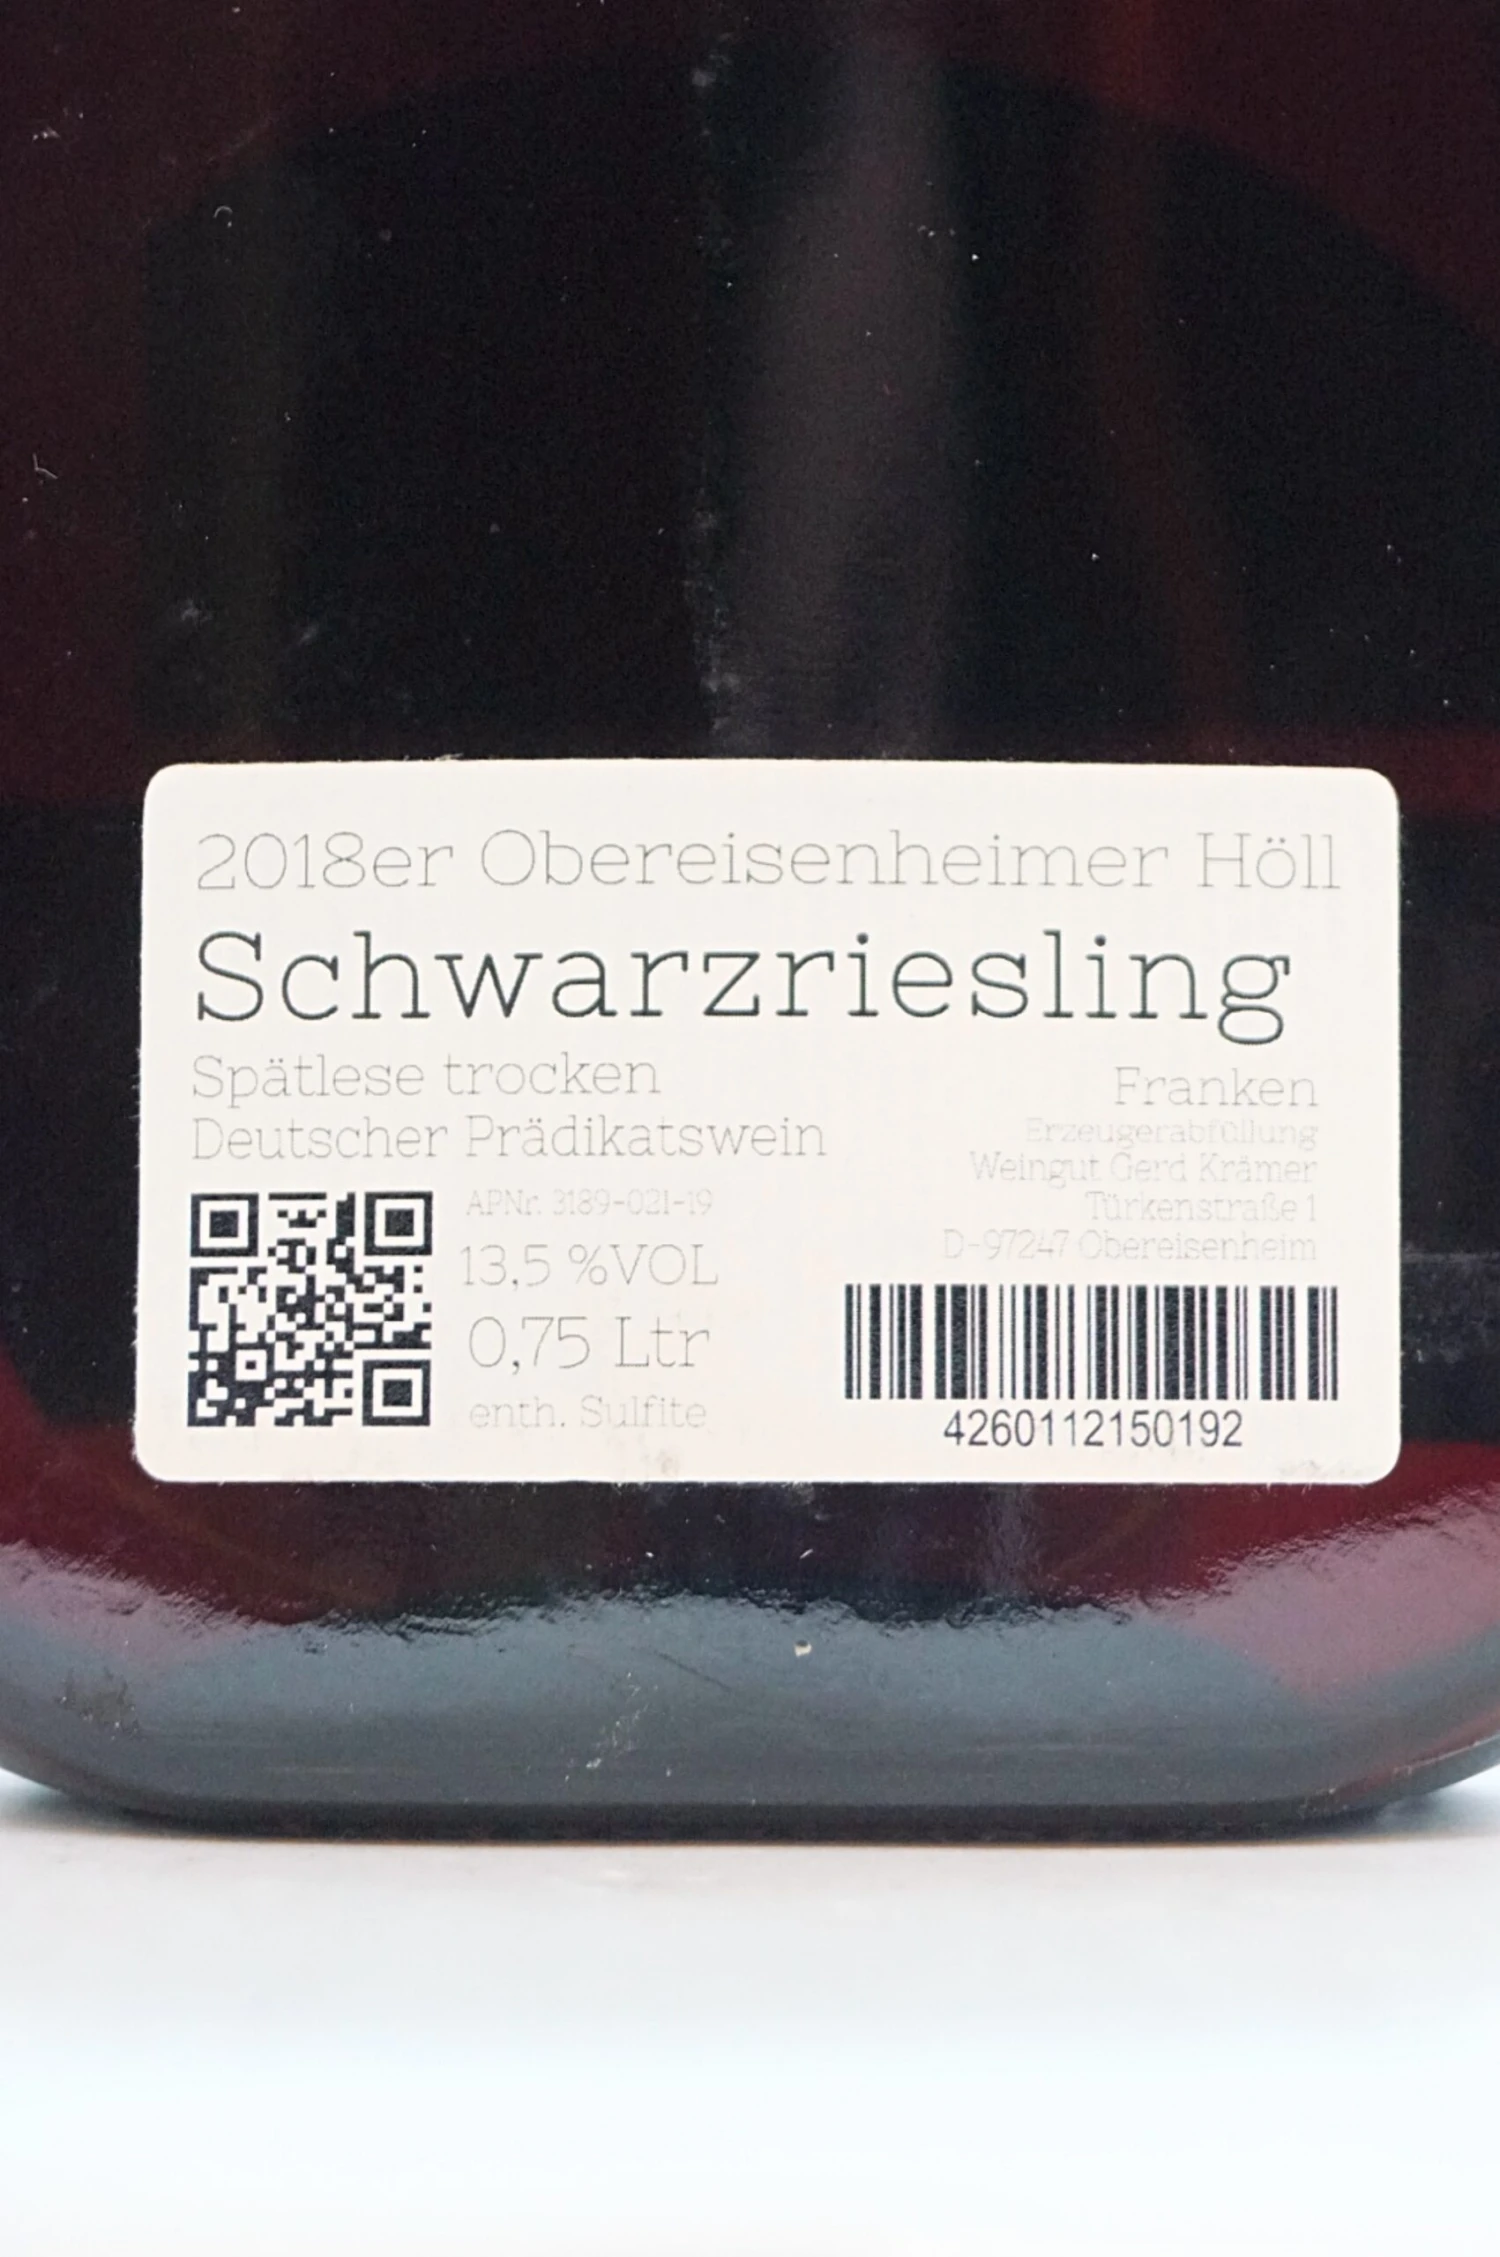 2018er Obereisenheimer Höll
Schwarzriesling
Spätlese trocken
Deutscher Prädikatswein
Franken
Erzeugerabfüllung
Weingut Gerd Krämer
Türkenstraße 1
D-97247 Obereisenheim
APNr. 3189-021-19
13,5 %VOL
0,75 Ltr
enth. Sulfite
4260112150192